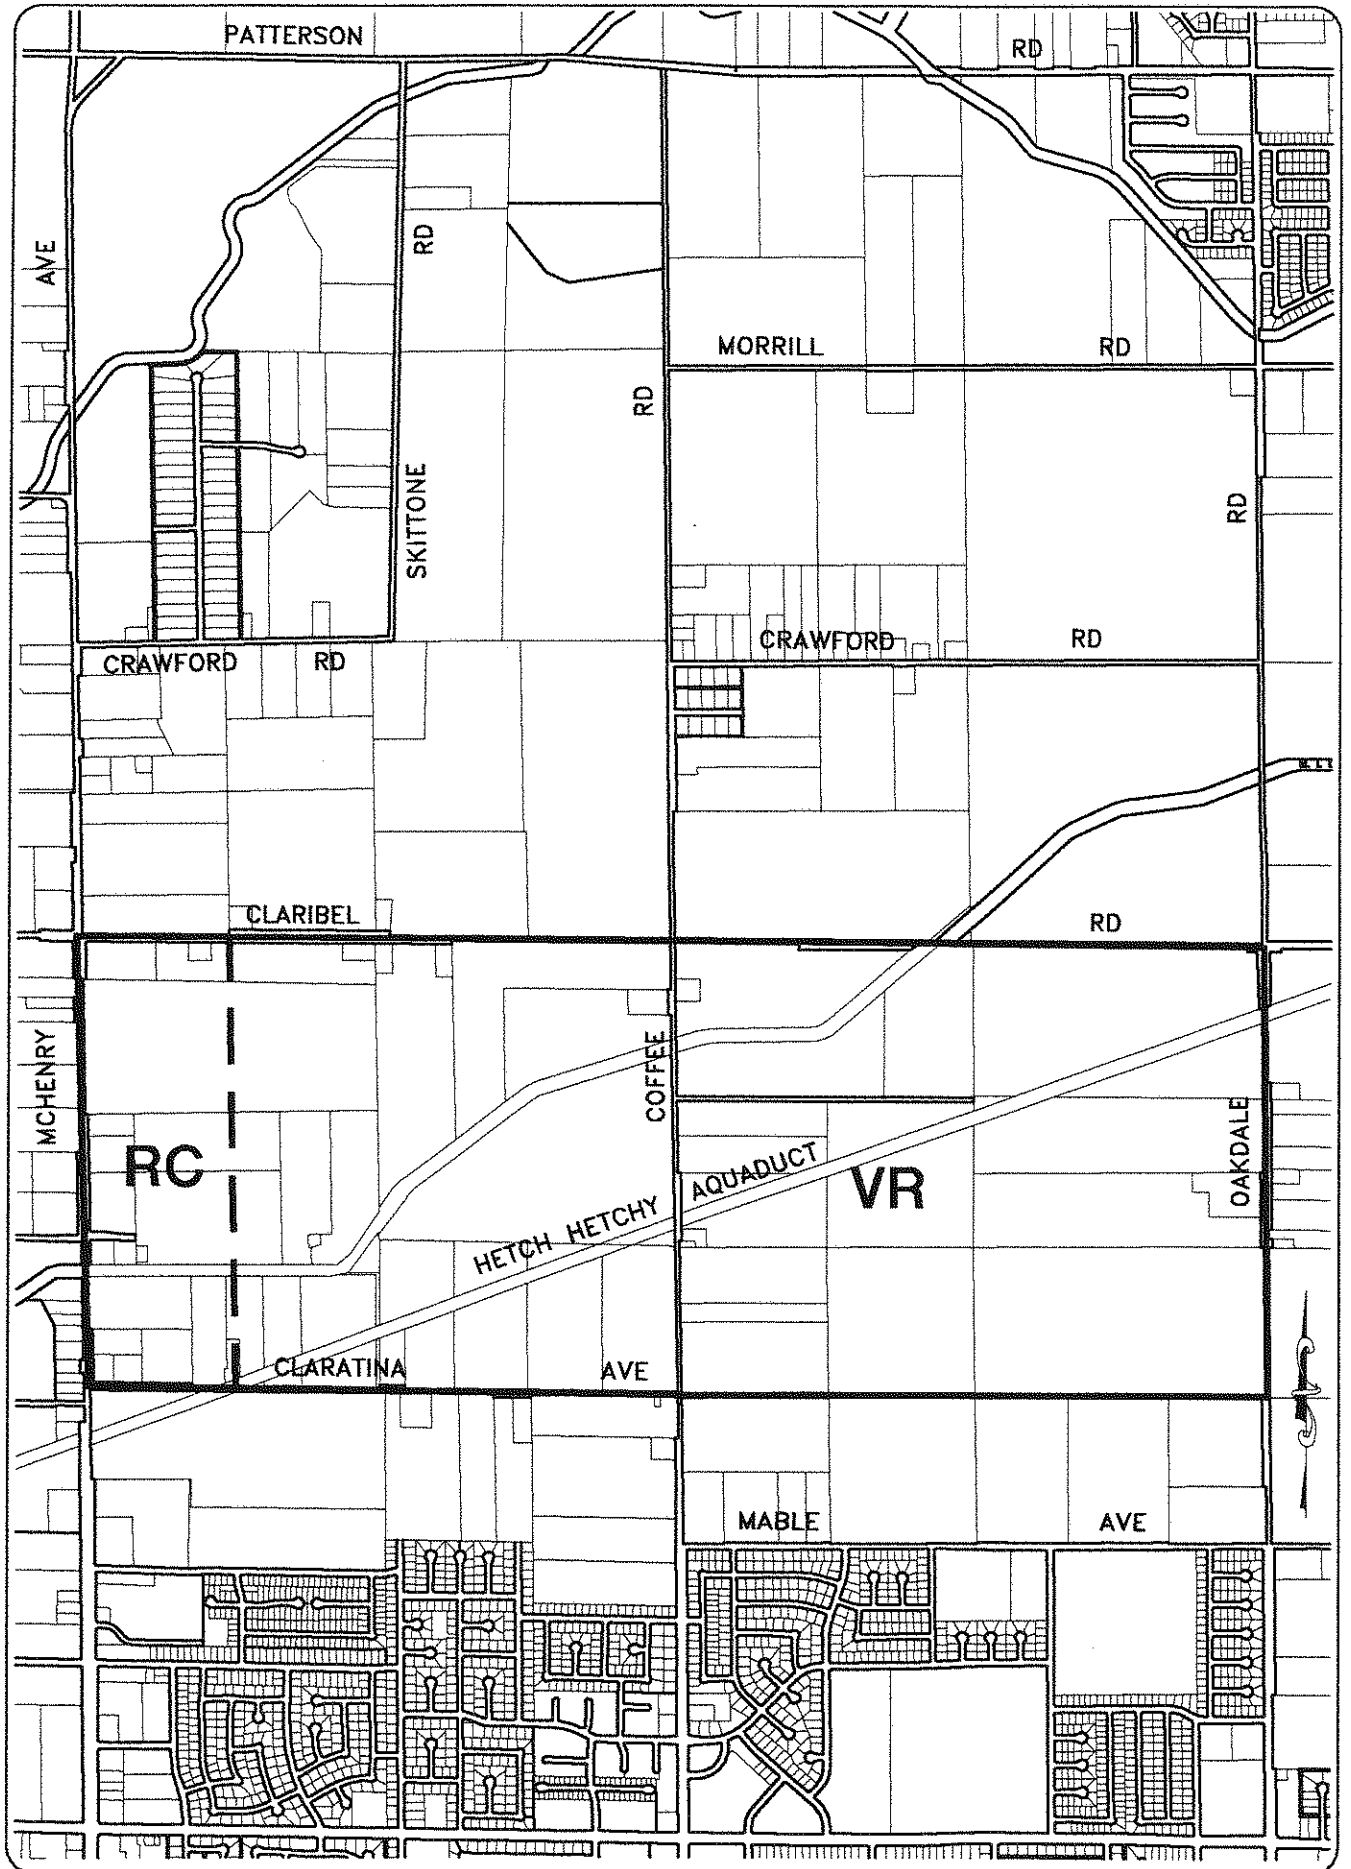 PATTERSON RD
AVE
RD
MORRILL RD
RD
SKITTONE
RD
CRAWFORD RD
CRAWFORD RD
CLARIBEL RD
MCHENRY
COFFEE
RC
HETCH HETCHY AQUADUCT
VR
OAKDALE
CLARATINA AVE
MABLE AVE